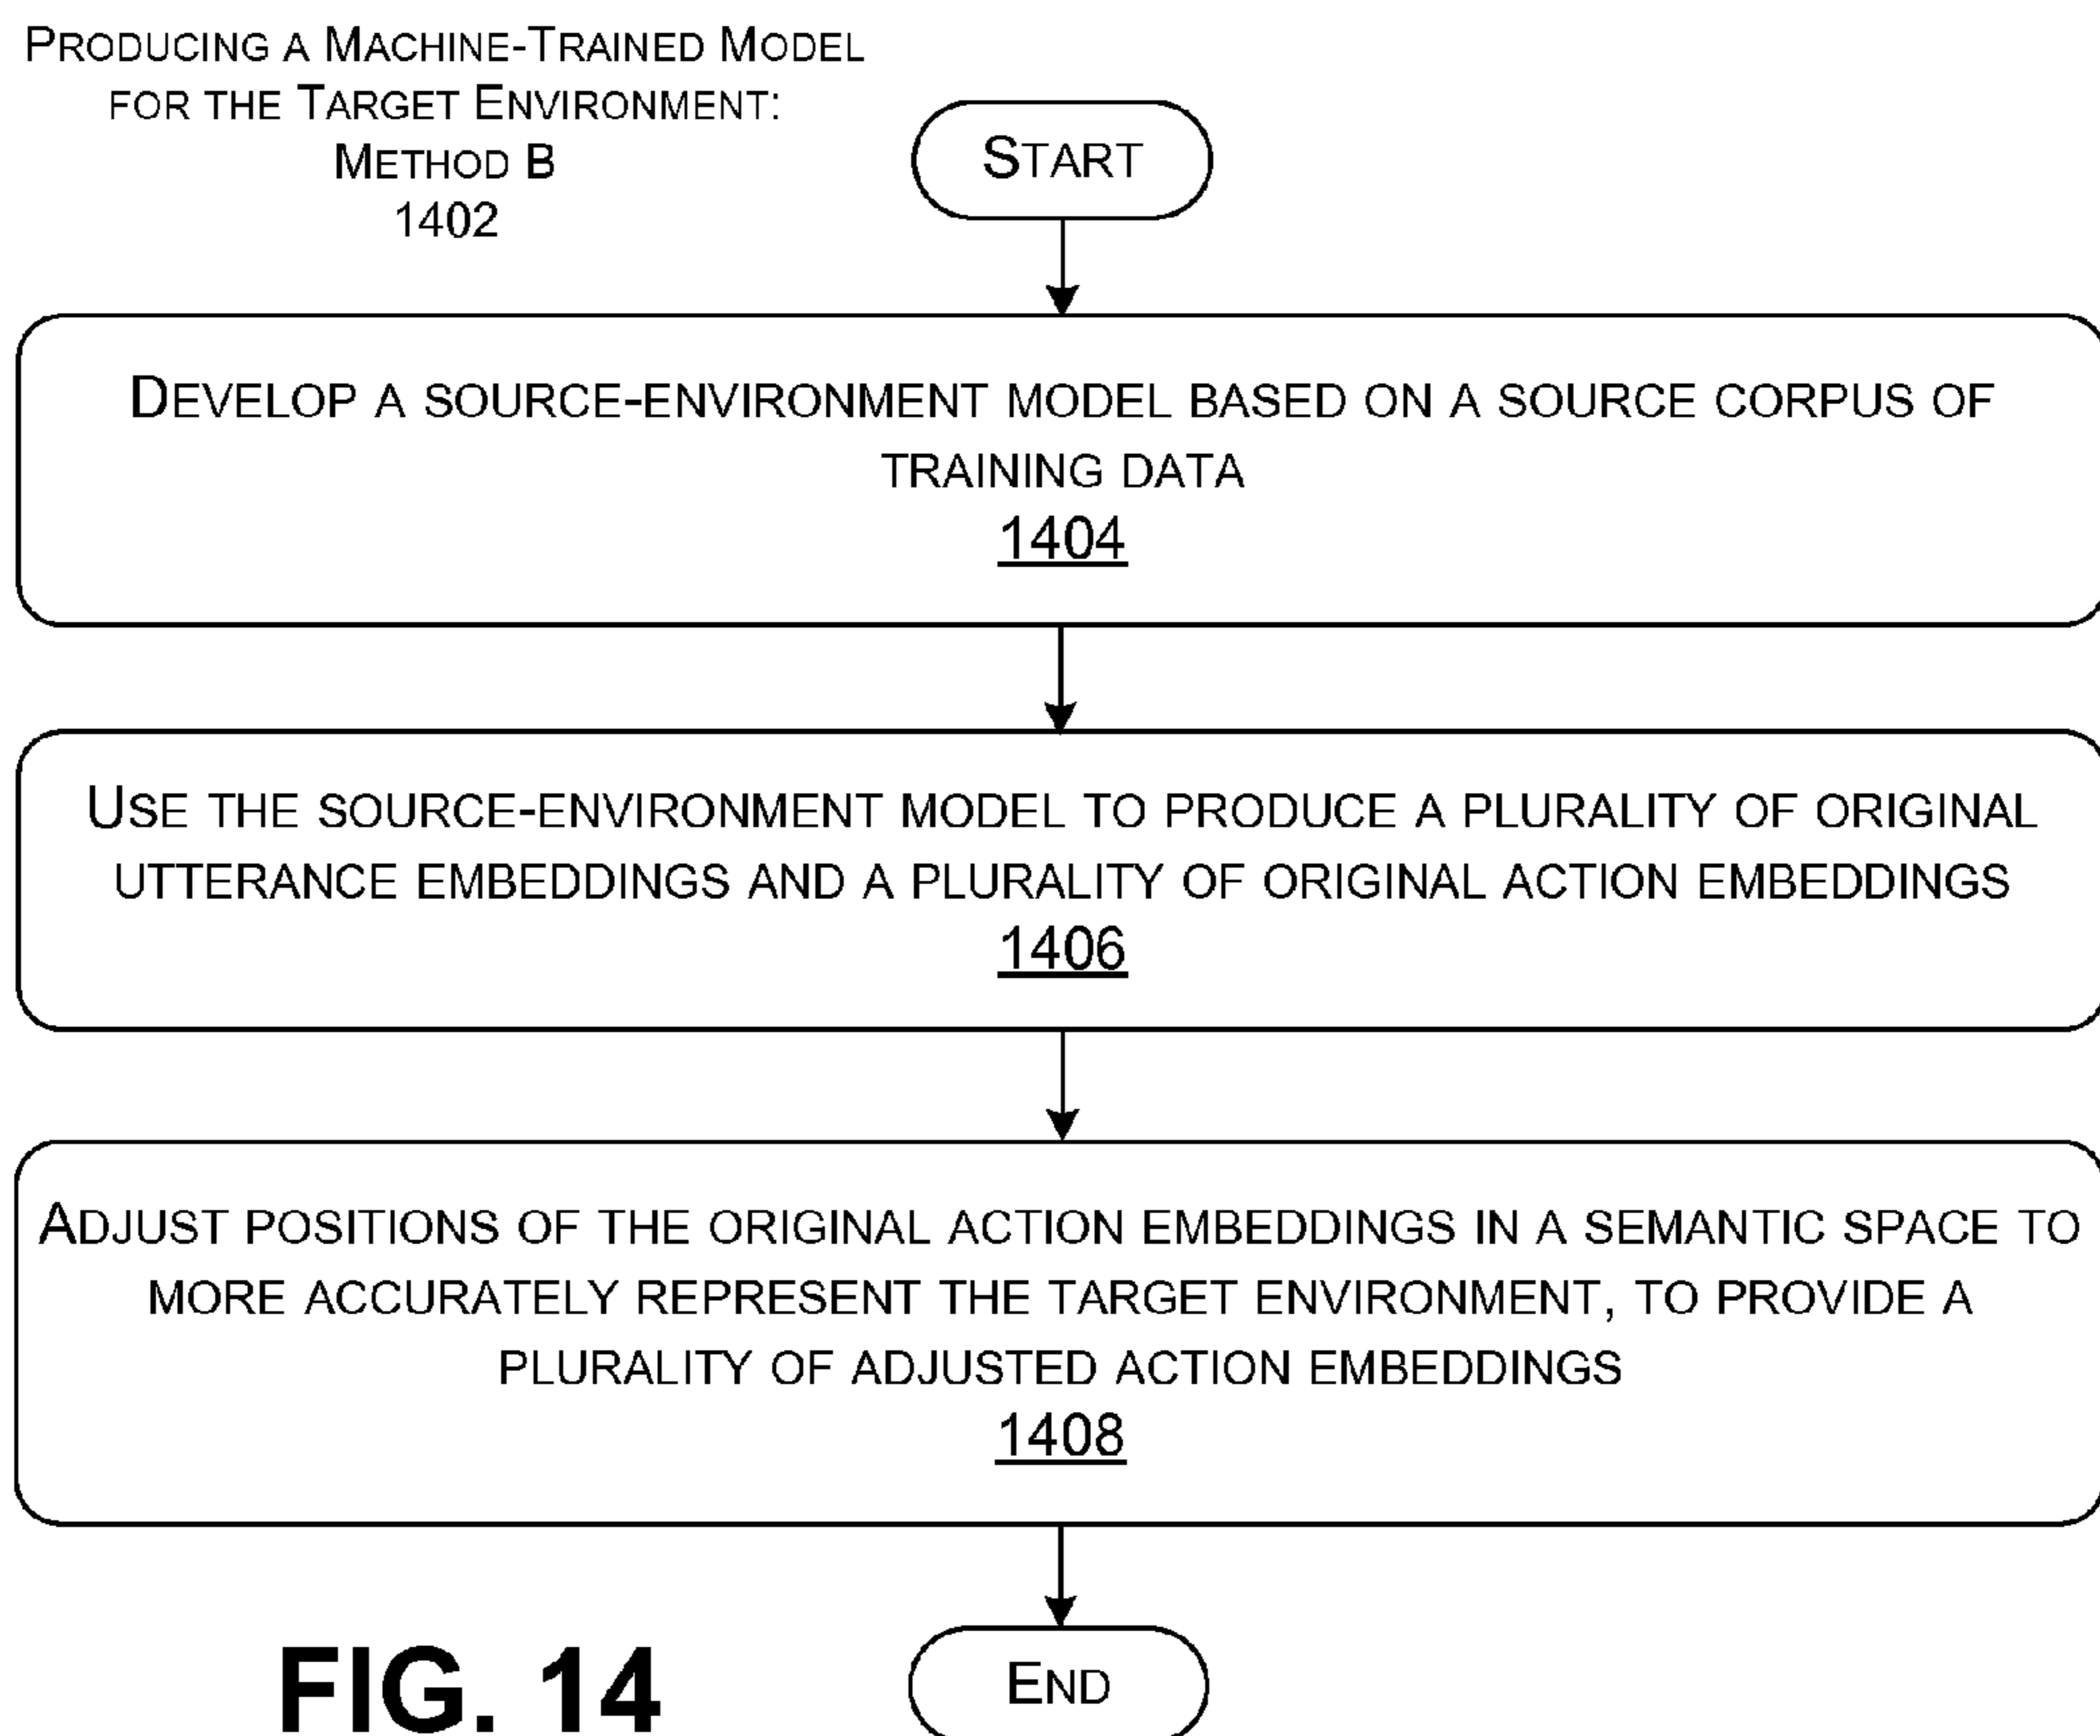 PRODUCING A MACHINE-TRAINED MODEL
FOR THE TARGET ENVIRONMENT:
METHOD B
1402
START
DEVELOP A SOURCE-ENVIRONMENT MODEL BASED ON A SOURCE CORPUS OF
TRAINING DATA
1404
USE THE SOURCE-ENVIRONMENT MODEL TO PRODUCE A PLURALITY OF ORIGINAL
UTTERANCE EMBEDDINGS AND A PLURALITY OF ORIGINAL ACTION EMBEDDINGS
1406
ADJUST POSITIONS OF THE ORIGINAL ACTION EMBEDDINGS IN A SEMANTIC SPACE TO
MORE ACCURATELY REPRESENT THE TARGET ENVIRONMENT, TO PROVIDE A
PLURALITY OF ADJUSTED ACTION EMBEDDINGS
1408
END
FIG. 14